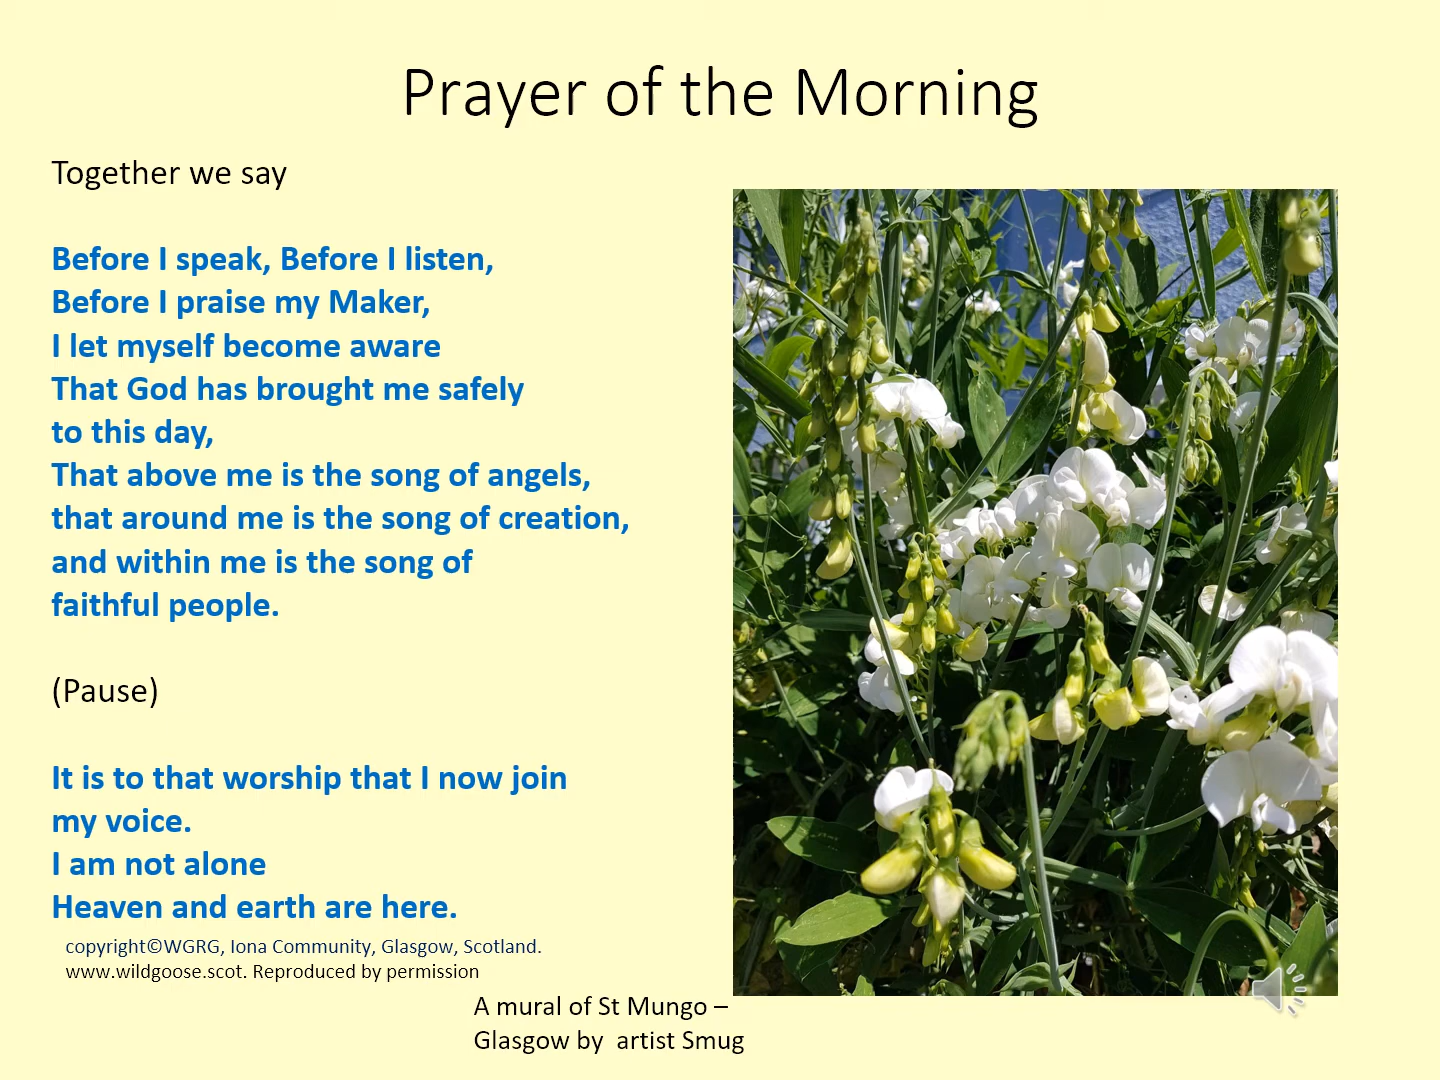 Prayer of the Morning
Together we say
Before I speak, Before I listen,
Before I praise my Maker,
I let myself become aware
That God has brought me safely
to this day,
That above me is the song of angels,
that around me is the song of creation,
and within me is the song of
faithful people.
(Pause)
It is to that worship that I now join
my voice.
I am not alone
Heaven and earth are here.
copyright©WGRG, Iona Community, Glasgow, Scotland.
www.wildgoose.scot. Reproduced by permission
A mural of St Mungo –
Glasgow by  artist Smug